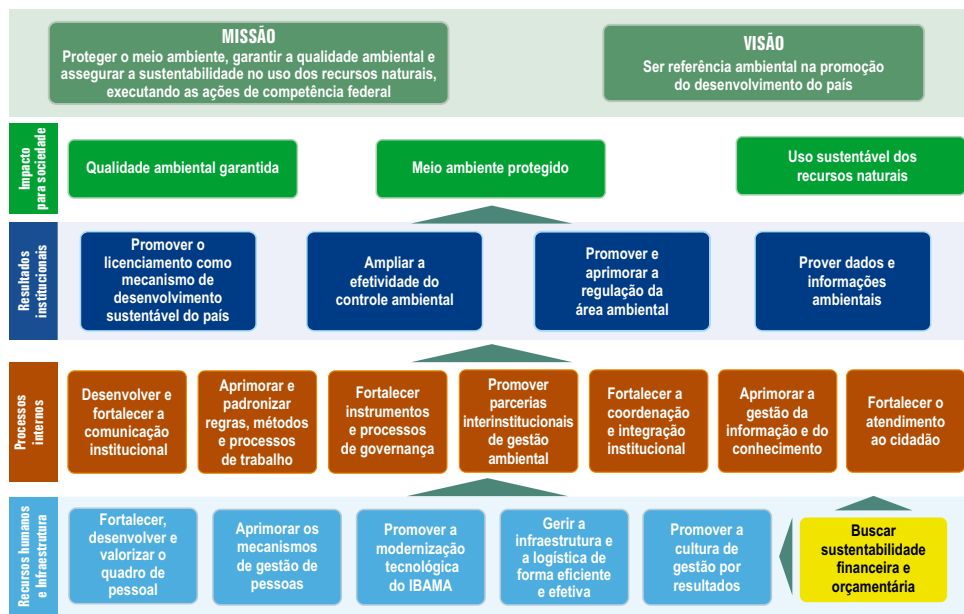 MISSÃO
Proteger o meio ambiente, garantir a qualidade ambiental e
assegurar a sustentabilidade no uso dos recursos naturais,
executando as ações de competência federal
VISÃO
Ser referência ambiental na promoção
do desenvolvimento do país
Impacto
para sociedade
Qualidade ambiental garantida
Meio ambiente protegido
Uso sustentável dos
recursos naturais
Resultados
institucionais
Promover o
licenciamento como
mecanismo de
desenvolvimento
sustentável do país
Ampliar a
efetividade do
controle ambiental
Promover e
aprimorar a
regulação da
área ambiental
Prover dados e
informações
ambientais
Processos
internos
Desenvolver e
fortalecer a
comunicação
institucional
Aprimorar e
padronizar
regras, métodos
e processos
de trabalho
Fortalecer
instrumentos
e processos
de governança
Promover
parcerias
interinstitucionais
de gestão
ambiental
Fortalecer a
coordenação
e integração
institucional
Aprimorar a
gestão da
informação e do
conhecimento
Fortalecer o
atendimento
ao cidadão
Recursos humanos
e Infraestrutura
Fortalecer,
desenvolver e
valorizar o
quadro de
pessoal
Aprimorar os
mecanismos
de gestão de
pessoas
Promover a
modernização
tecnológica
do IBAMA
Gerir a
infraestrutura e
a logística de
forma eficiente
e efetiva
Promover a
cultura de
gestão por
resultados
Buscar
sustentabilidade
financeira e
orçamentária